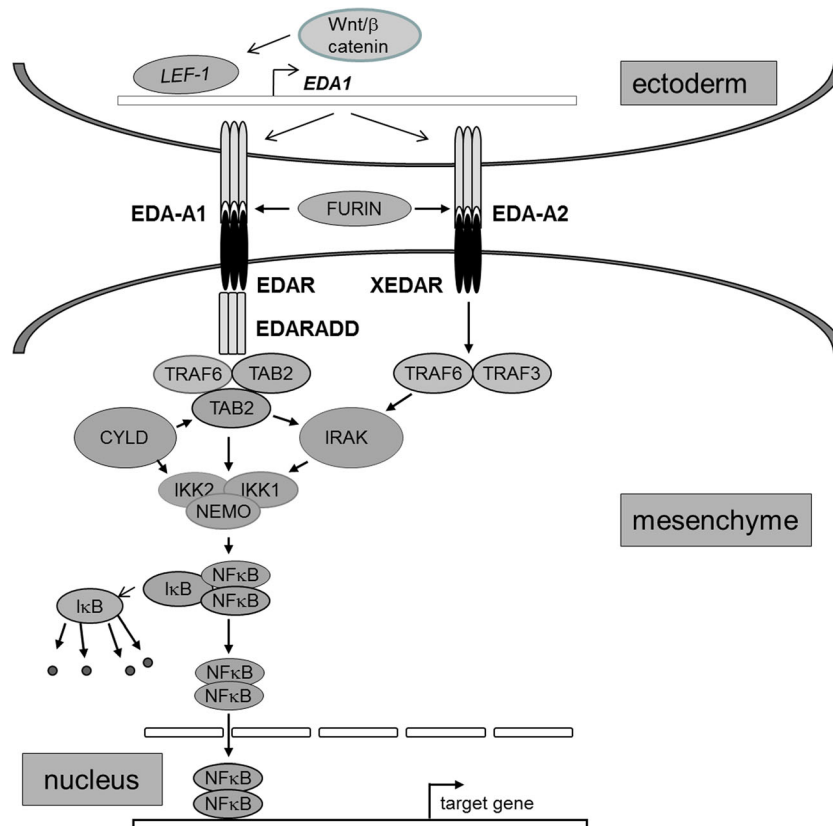 Wnt/β
catenin
LEF-1
EDA1
ectoderm
EDA-A1
FURIN
EDA-A2
EDAR
XEDAR
EDARADD
TRAF6
TAB2
TRAF6
TRAF3
TAB2
CYLD
IRAK
IKK2
IKK1
NEMO
mesenchyme
NFκB
IκB
NFκB
IκB
NFκB
NFκB
nucleus
NFκB
NFκB
target gene